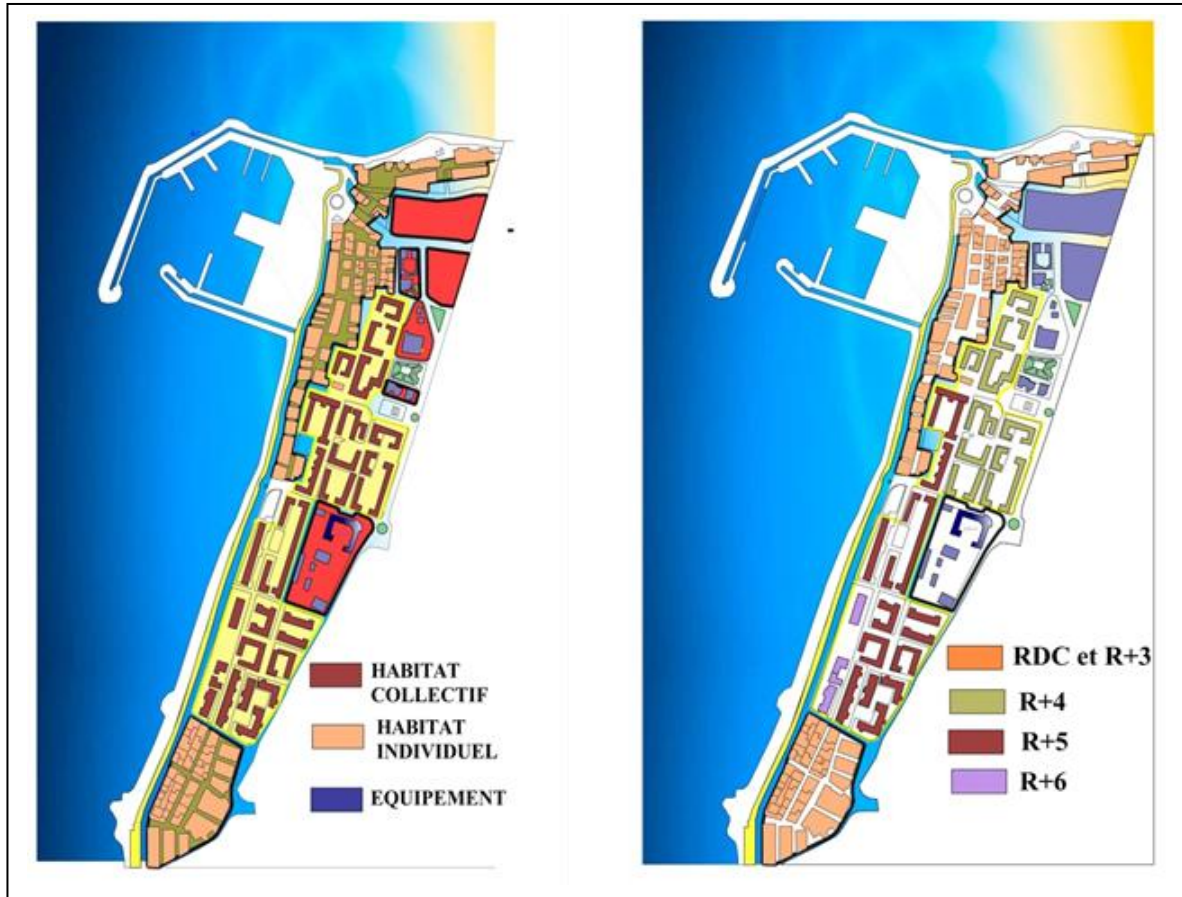 HABITAT
COLLECTIF
HABITAT
INDIVIDUEL
EQUIPEMENT
RDC et R+3
R+4
R+5
R+6